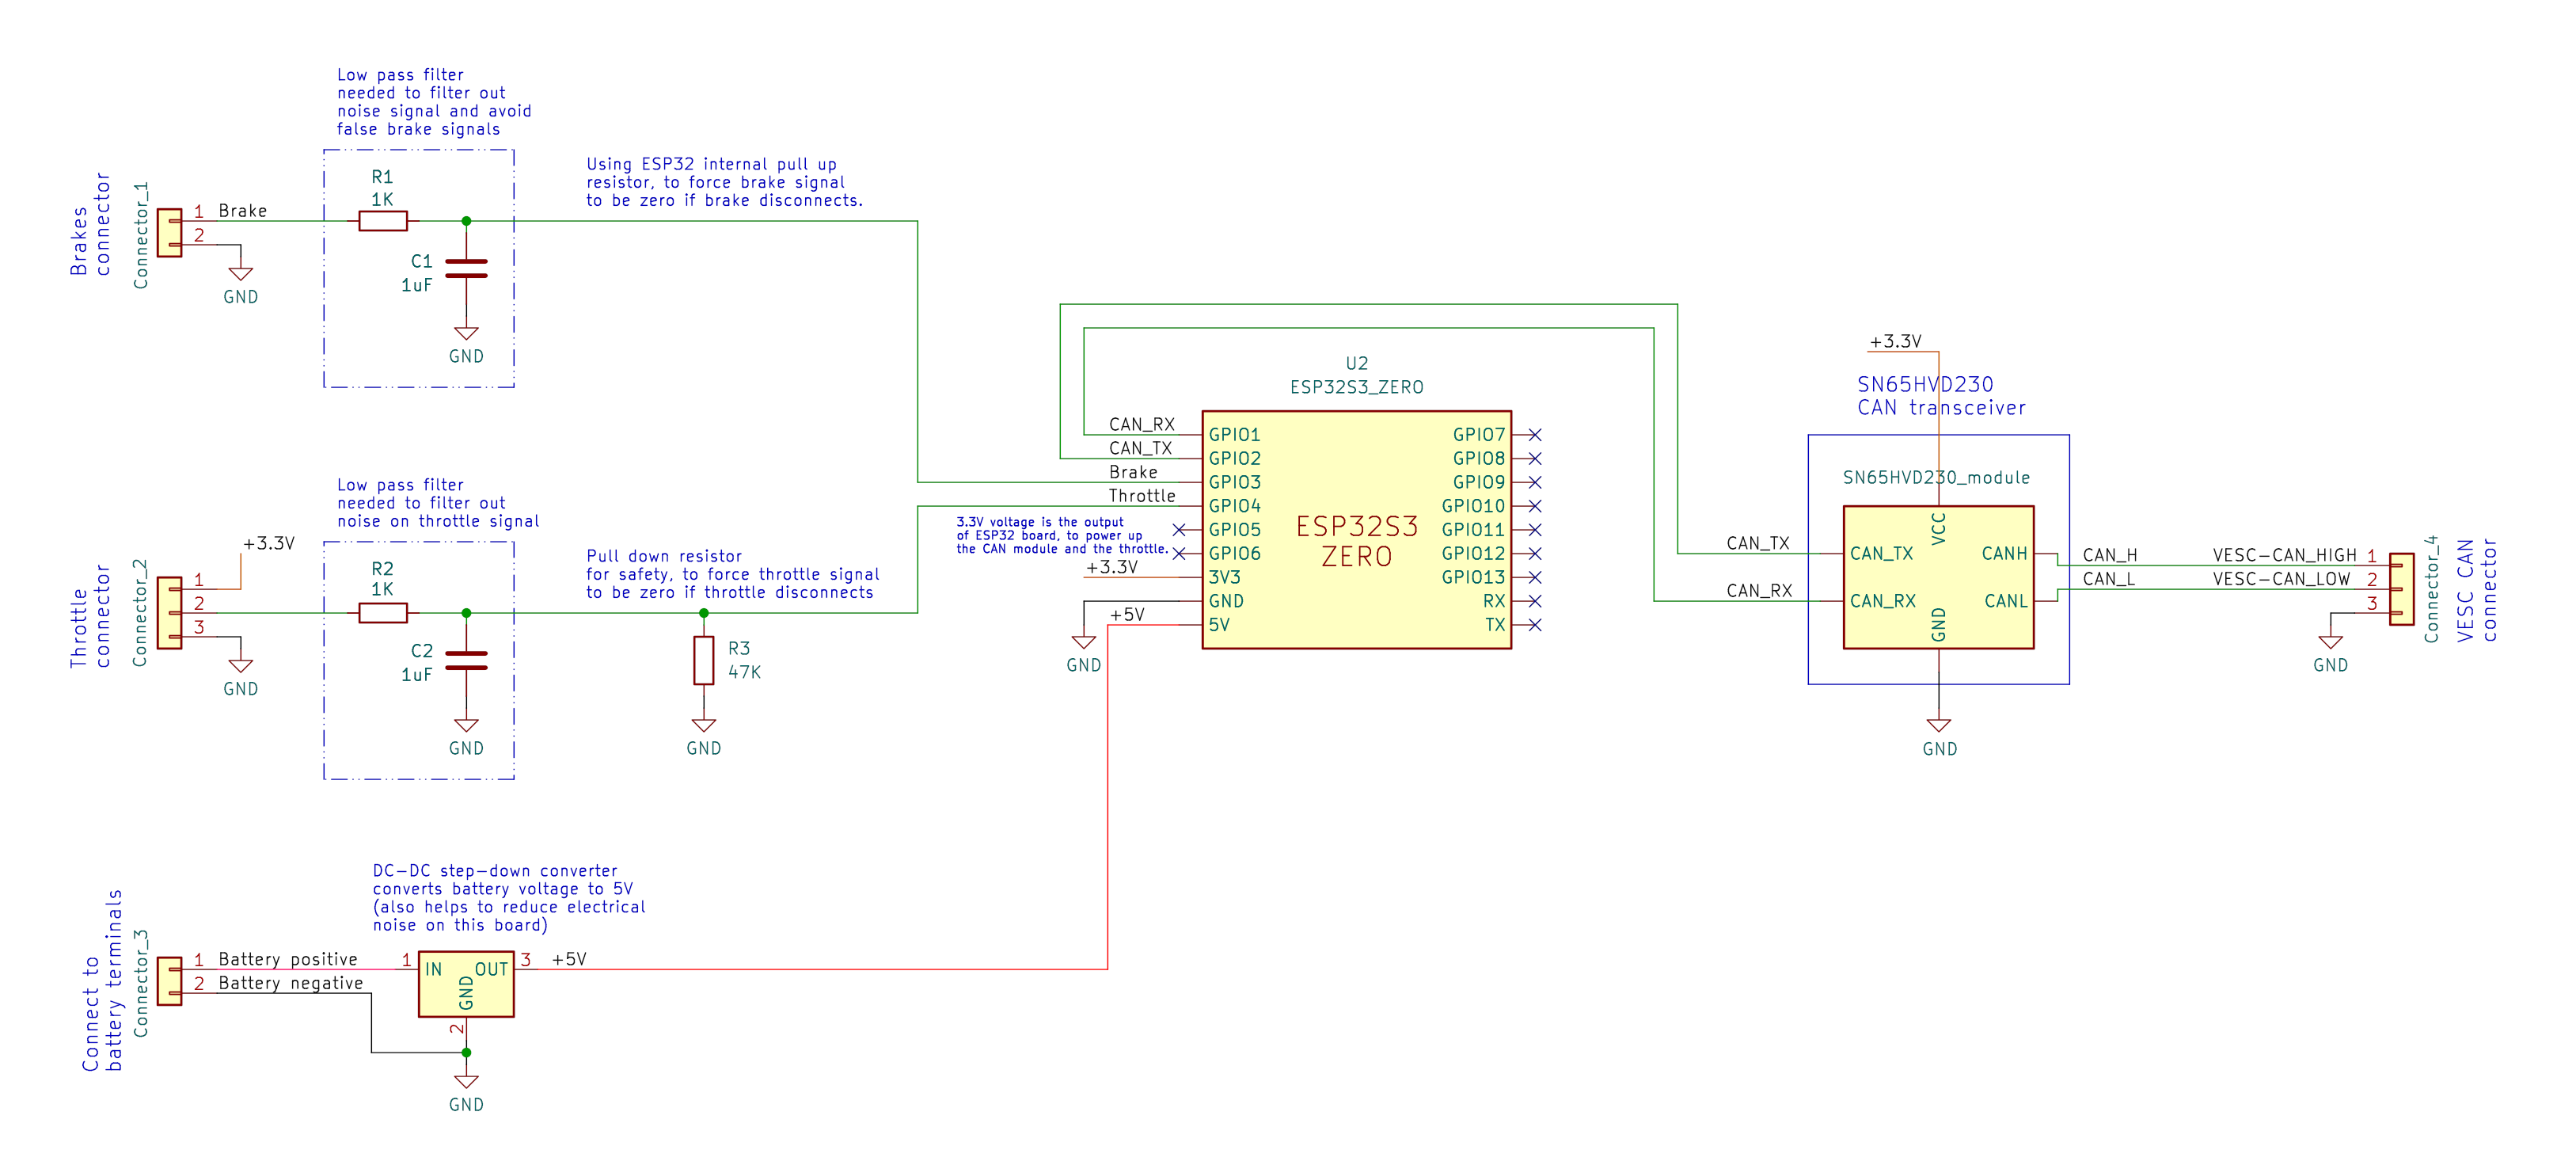 Low pass filter
needed to filter out
noise signal and avoid
false brake signals
Using ESP32 internal pull up
resistor, to force brake signal
to be zero if brake disconnects.
Brakes
connector
Connector_1
1
2
Brake
GND
R1
1K
C1
1uF
GND
Low pass filter
needed to filter out
noise on throttle signal
Throttle
connector
Connector_2
1
2
3
+3.3V
GND
R2
1K
C2
1uF
GND
Pull down resistor
for safety, to force throttle signal
to be zero if throttle disconnects
R3
47K
GND
DC-DC step-down converter
converts battery voltage to 5V
(also helps to reduce electrical
noise on this board)
Connect to
battery terminals
Connector_3
1
2
Battery positive
Battery negative
1
IN
OUT
GND
3
2
+5V
GND
U2
ESP32S3_ZERO
CAN_RX
CAN_TX
Brake
Throttle
3.3V voltage is the output
of ESP32 board, to power up
the CAN module and the throttle.
+3.3V
+5V
GND
GPIO1
GPIO2
GPIO3
GPIO4
GPIO5
GPIO6
3V3
GND
5V
ESP32S3
ZERO
GPIO7
GPIO8
GPIO9
GPIO10
GPIO11
GPIO12
GPIO13
RX
TX
+3.3V
SN65HVD230
CAN transceiver
SN65HVD230_module
CAN_TX
CAN_RX
CAN_TX
CAN_RX
VCC
GND
CANH
CANL
GND
CAN_H
CAN_L
VESC-CAN_HIGH
VESC-CAN_LOW
1
2
3
GND
Connector_4
VESC CAN
connector